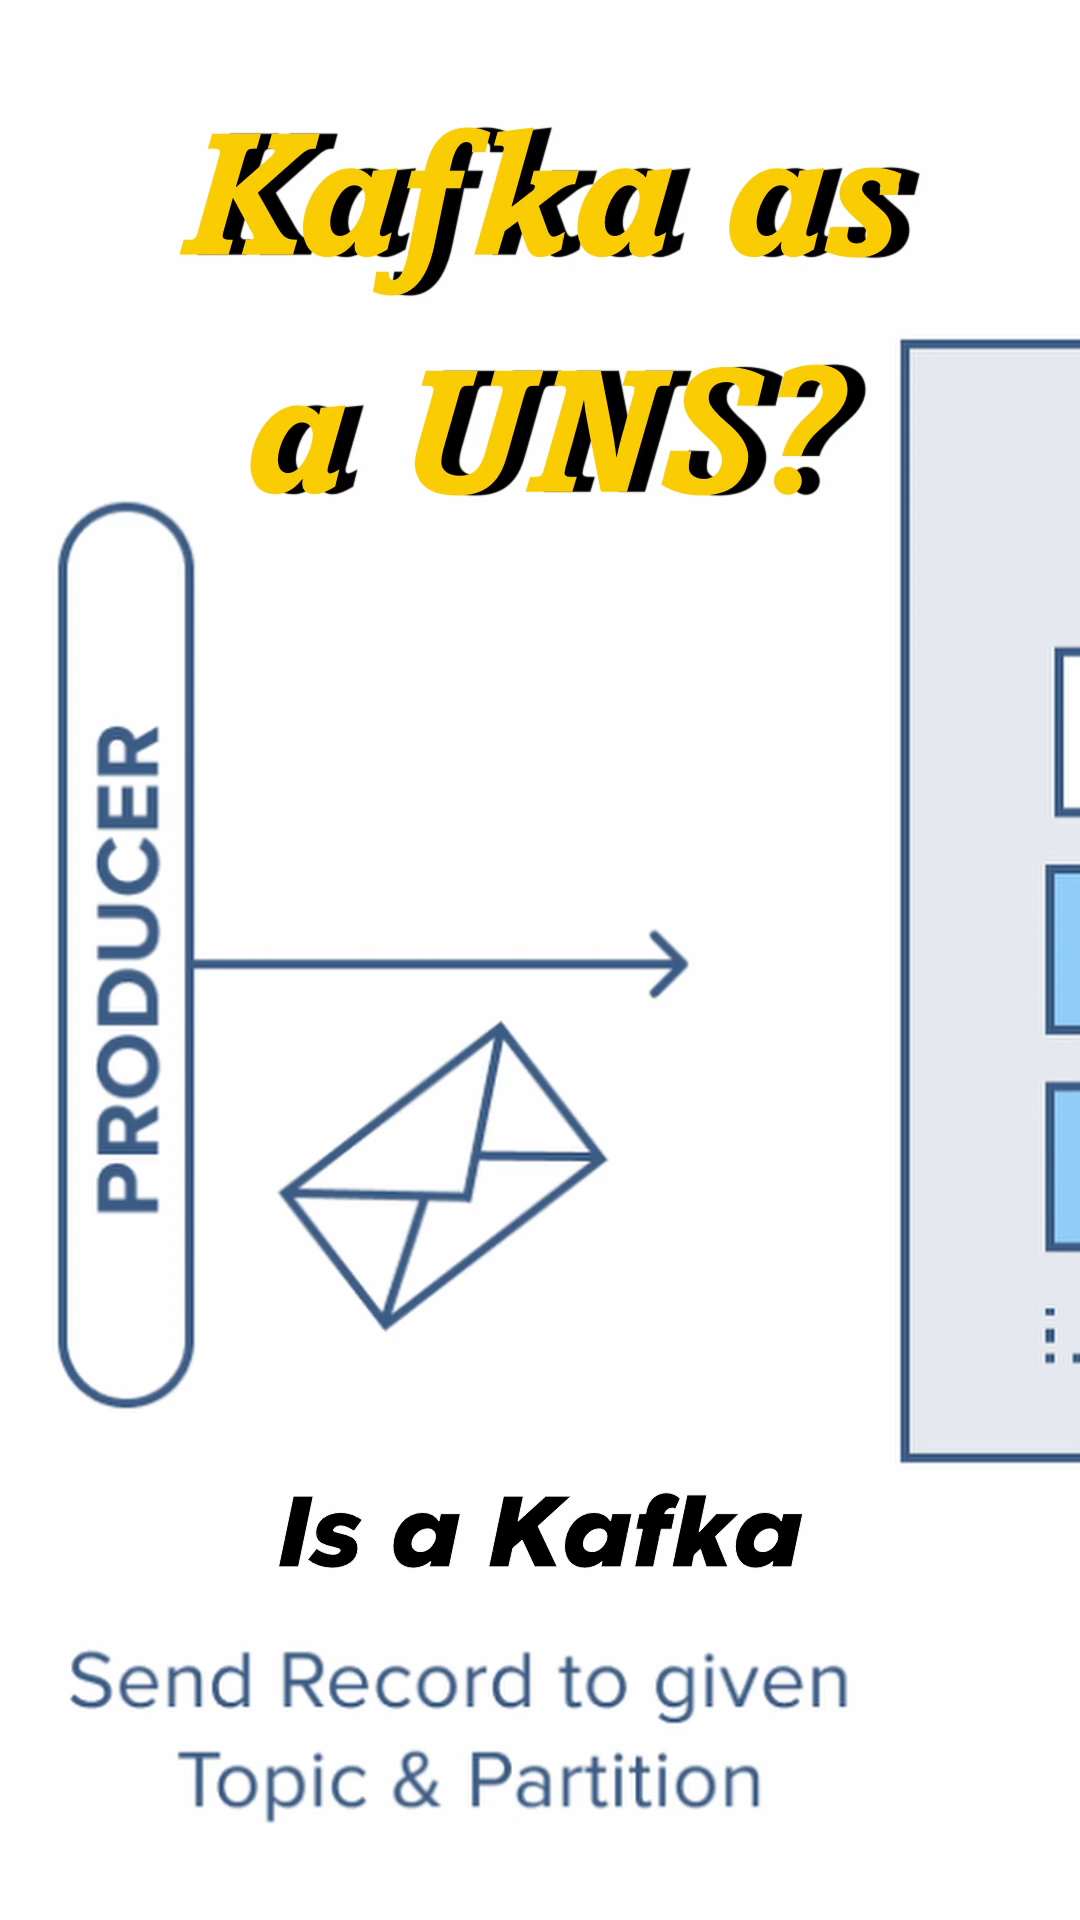 Kafka as
a UNS?
PRODUCER
Is a Kafka
Send Record to given
Topic & Partition